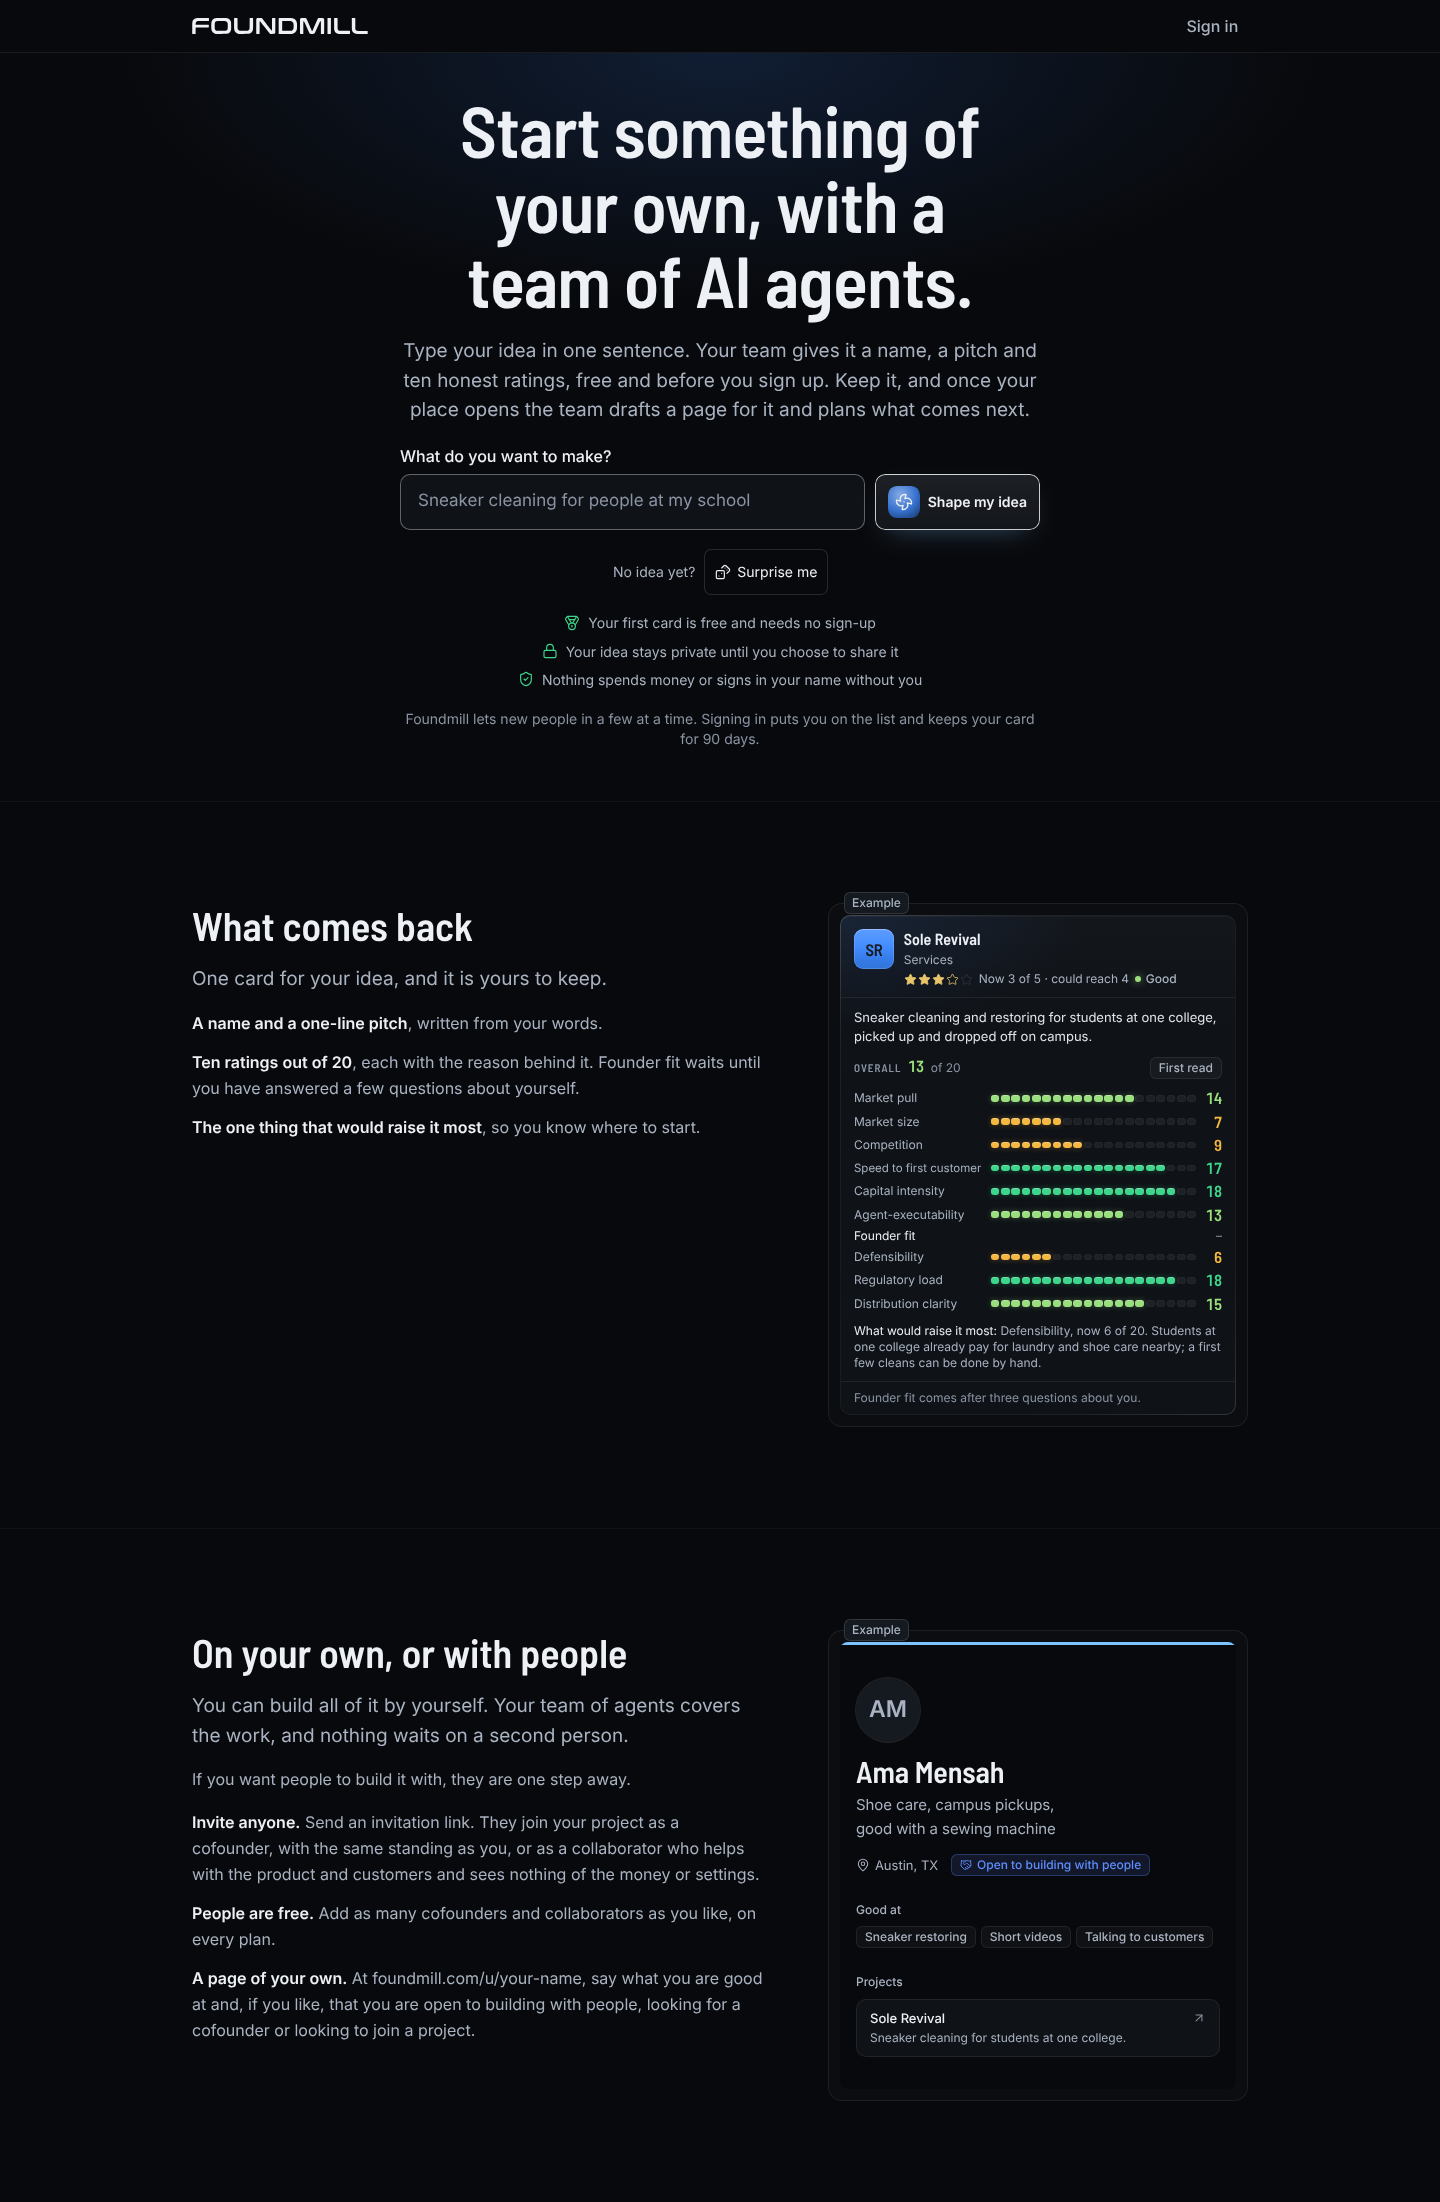 FOUNDMILL
Sign in
Start something of
your own, with a
team of AI agents.
Type your idea in one sentence. Your team gives it a name, a pitch and
ten honest ratings, free and before you sign up. Keep it, and once your
place opens the team drafts a page for it and plans what comes next.
What do you want to make?
Sneaker cleaning for people at my school
Shape my idea
No idea yet?
Surprise me
Your first card is free and needs no sign-up
Your idea stays private until you choose to share it
Nothing spends money or signs in your name without you
Foundmill lets new people in a few at a time. Signing in puts you on the list and keeps your card
for 90 days.
What comes back
One card for your idea, and it is yours to keep.
A name and a one-line pitch, written from your words.
Ten ratings out of 20, each with the reason behind it. Founder fit waits until
you have answered a few questions about yourself.
The one thing that would raise it most, so you know where to start.
Example
SR
Sole Revival
Services
Now 3 of 5 · could reach 4
Good
Sneaker cleaning and restoring for students at one college,
picked up and dropped off on campus.
OVERALL 13 of 20
First read
Market pull 14
Market size 7
Competition 9
Speed to first customer 17
Capital intensity 18
Agent-executability 13
Founder fit –
Defensibility 6
Regulatory load 18
Distribution clarity 15
What would raise it most: Defensibility, now 6 of 20. Students at
one college already pay for laundry and shoe care nearby; a first
few cleans can be done by hand.
Founder fit comes after three questions about you.
On your own, or with people
You can build all of it by yourself. Your team of agents covers
the work, and nothing waits on a second person.
If you want people to build it with, they are one step away.
Invite anyone. Send an invitation link. They join your project as a
cofounder, with the same standing as you, or as a collaborator who helps
with the product and customers and sees nothing of the money or settings.
People are free. Add as many cofounders and collaborators as you like, on
every plan.
A page of your own. At foundmill.com/u/your-name, say what you are good
at and, if you like, that you are open to building with people, looking for a
cofounder or looking to join a project.
Example
AM
Ama Mensah
Shoe care, campus pickups,
good with a sewing machine
Austin, TX
Open to building with people
Good at
Sneaker restoring
Short videos
Talking to customers
Projects
Sole Revival
Sneaker cleaning for students at one college.